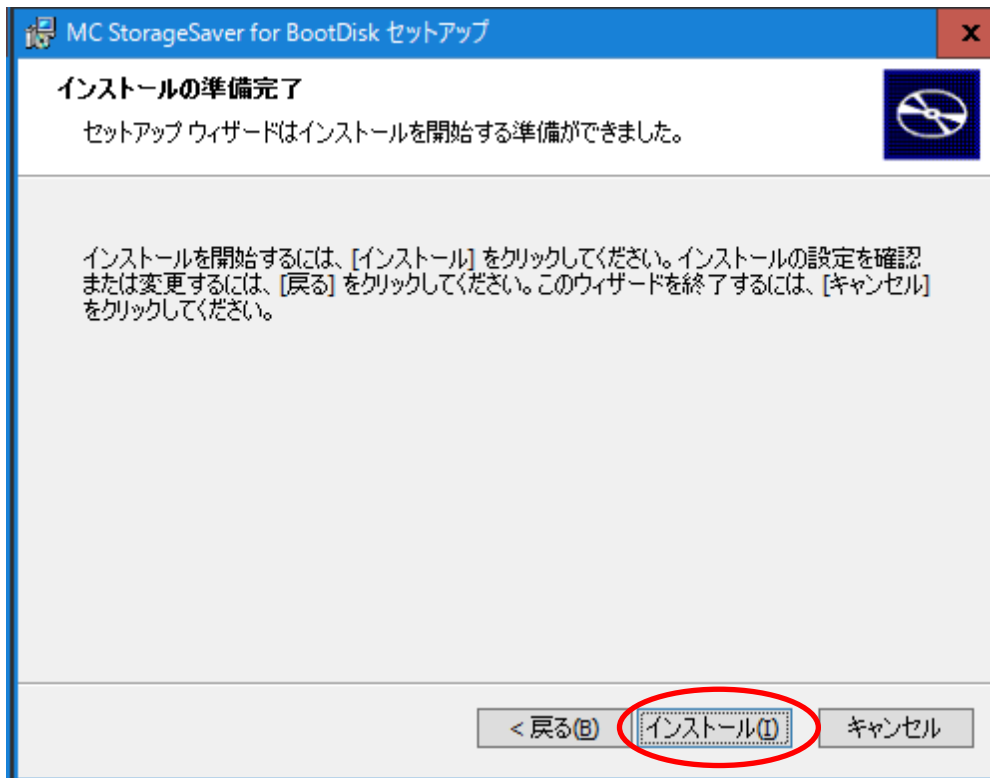 MC StorageSaver for BootDisk セットアップ
インストールの準備完了
セットアップ ウィザードはインストールを開始する準備ができました。
インストールを開始するには、[インストール] をクリックしてください。インストールの設定を確認
または変更するには、[戻る] をクリックしてください。このウィザードを終了するには、[キャンセル]
をクリックしてください。
< 戻る(B) インストール(I) キャンセル